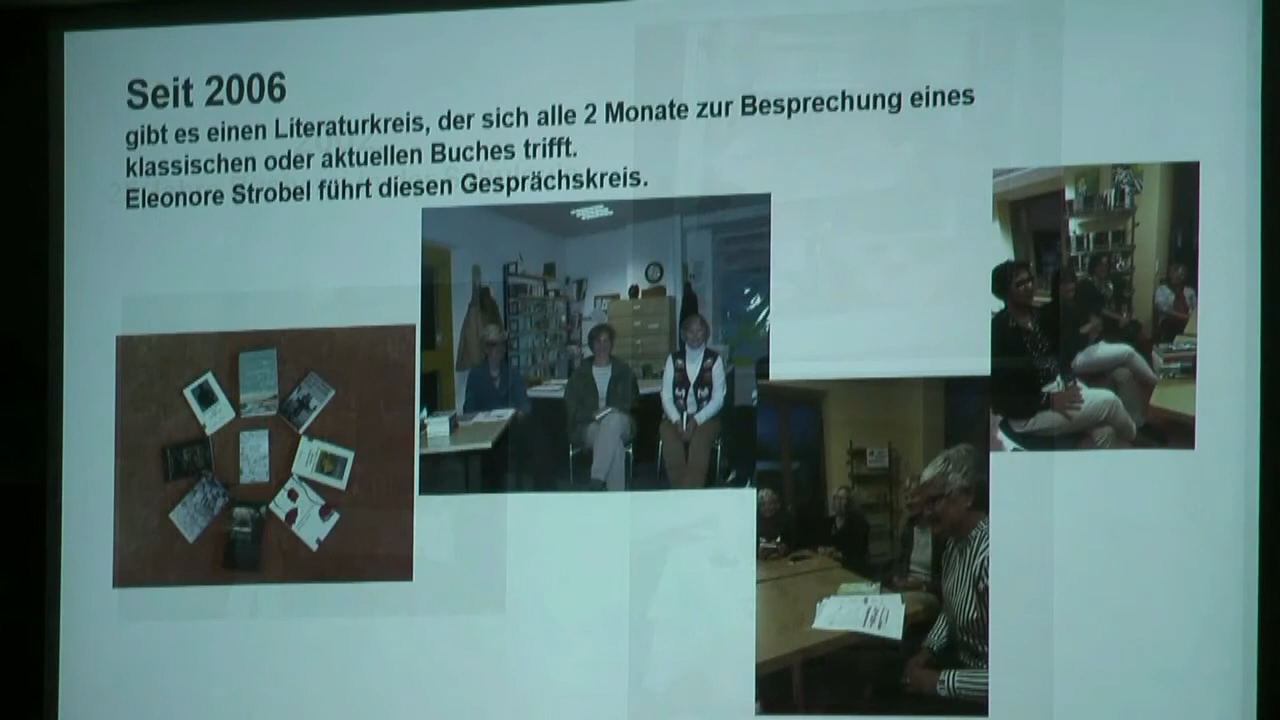 Seit 2006
gibt es einen Literaturkreis, der sich alle 2 Monate zur Besprechung eines
klassischen oder aktuellen Buches trifft.
Eleonore Strobel führt diesen Gesprächskreis.